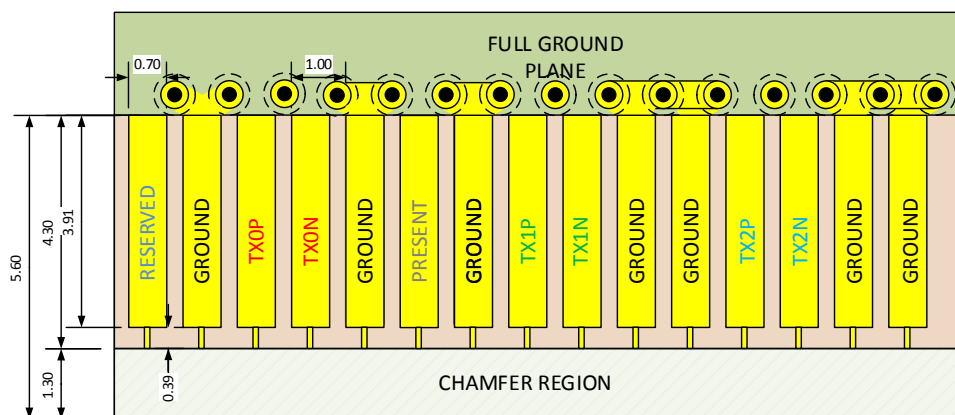 FULL GROUND
PLANE
0.70
1.00
RESERVED
GROUND
TX0P
TX0N
GROUND
PRESENT
GROUND
TX1P
TX1N
GROUND
GROUND
TX2P
TX2N
GROUND
GROUND
5.60
4.30
3.91
1.30
0.39
CHAMFER REGION